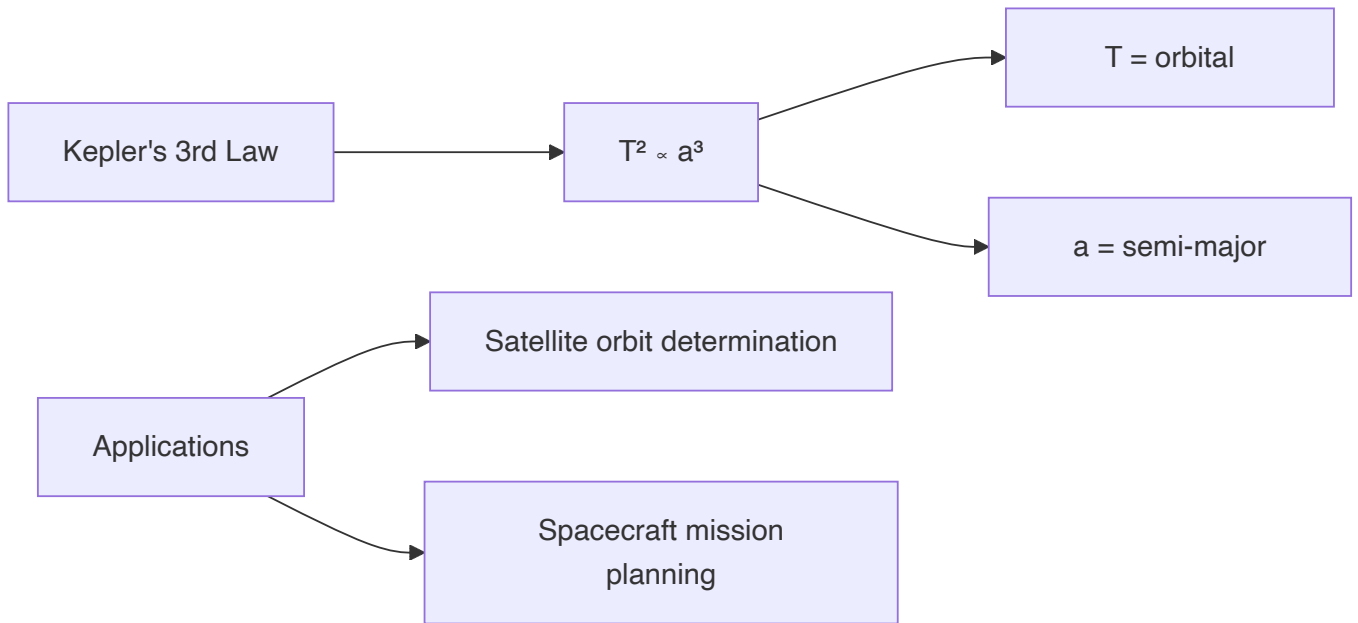 Kepler's 3rd Law
T² ∝ a³
T = orbital
a = semi-major
Satellite orbit determination
Applications
Spacecraft mission
planning